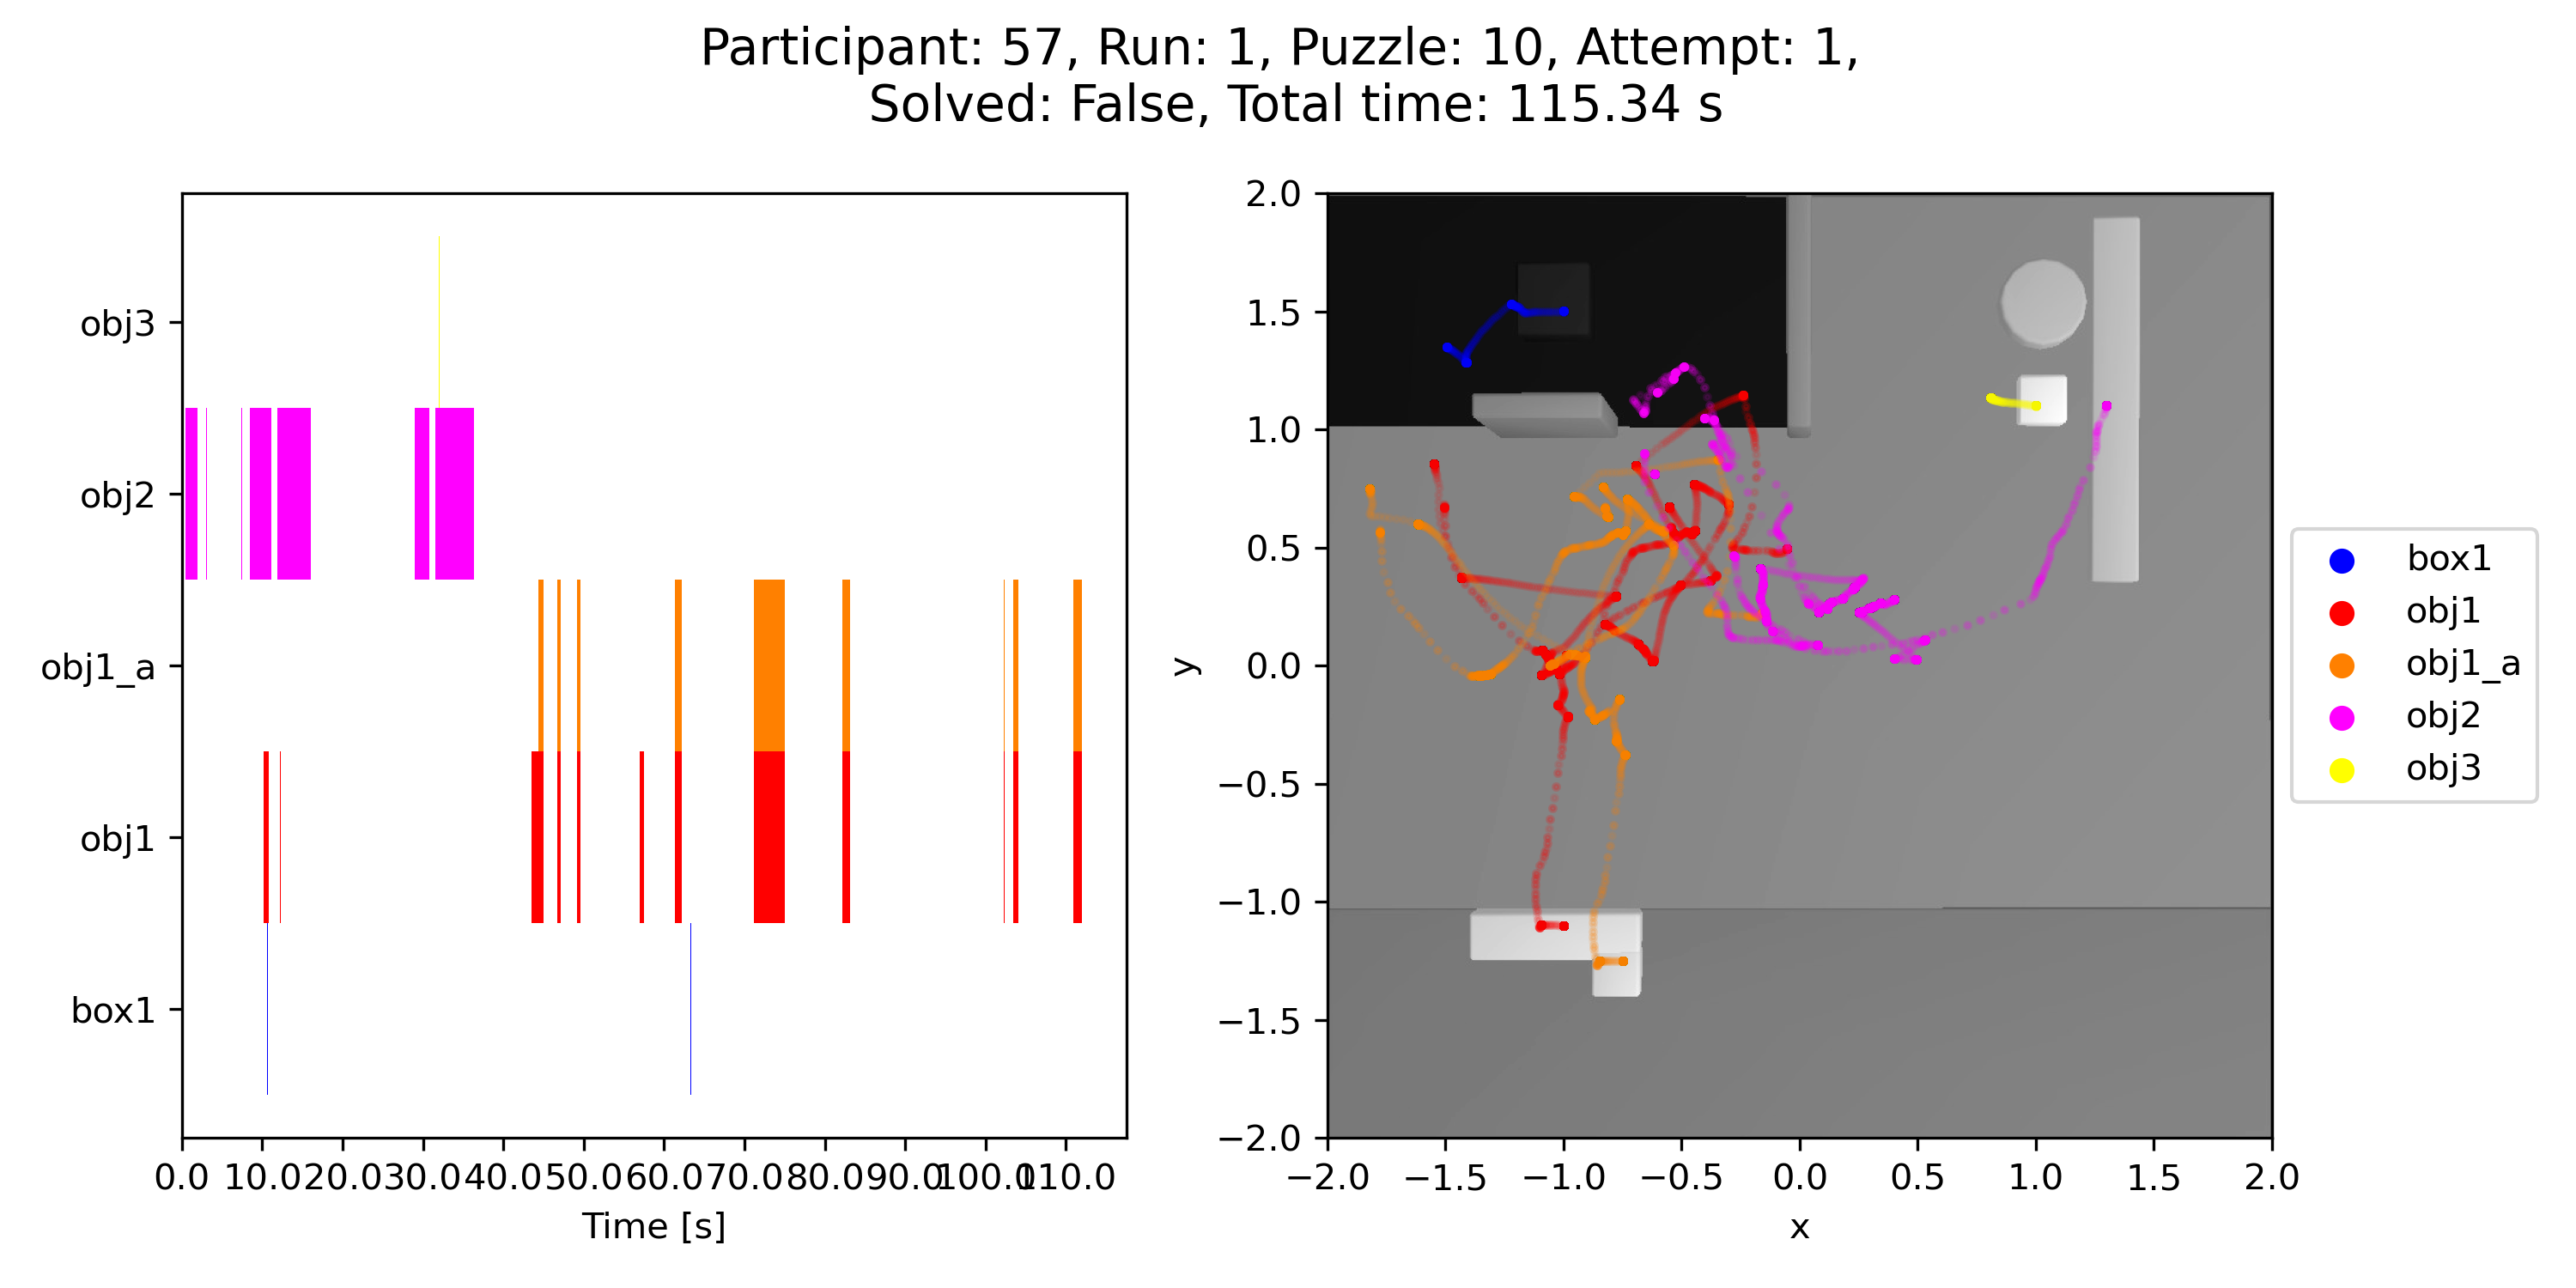 Participant: 57, Run: 1, Puzzle: 10, Attempt: 1,
Solved: False, Total time: 115.34 s
obj3
obj2
obj1_a
obj1
box1
0.0 10.0 20.0 30.0 40.0 50.0 60.0 70.0 80.0 90.0 100.0 110.0
Time [s]
2.0
1.5
1.0
0.5
0.0
−0.5
−1.0
−1.5
−2.0
y
−2.0 −1.5 −1.0 −0.5 0.0 0.5 1.0 1.5 2.0
x
box1
obj1
obj1_a
obj2
obj3